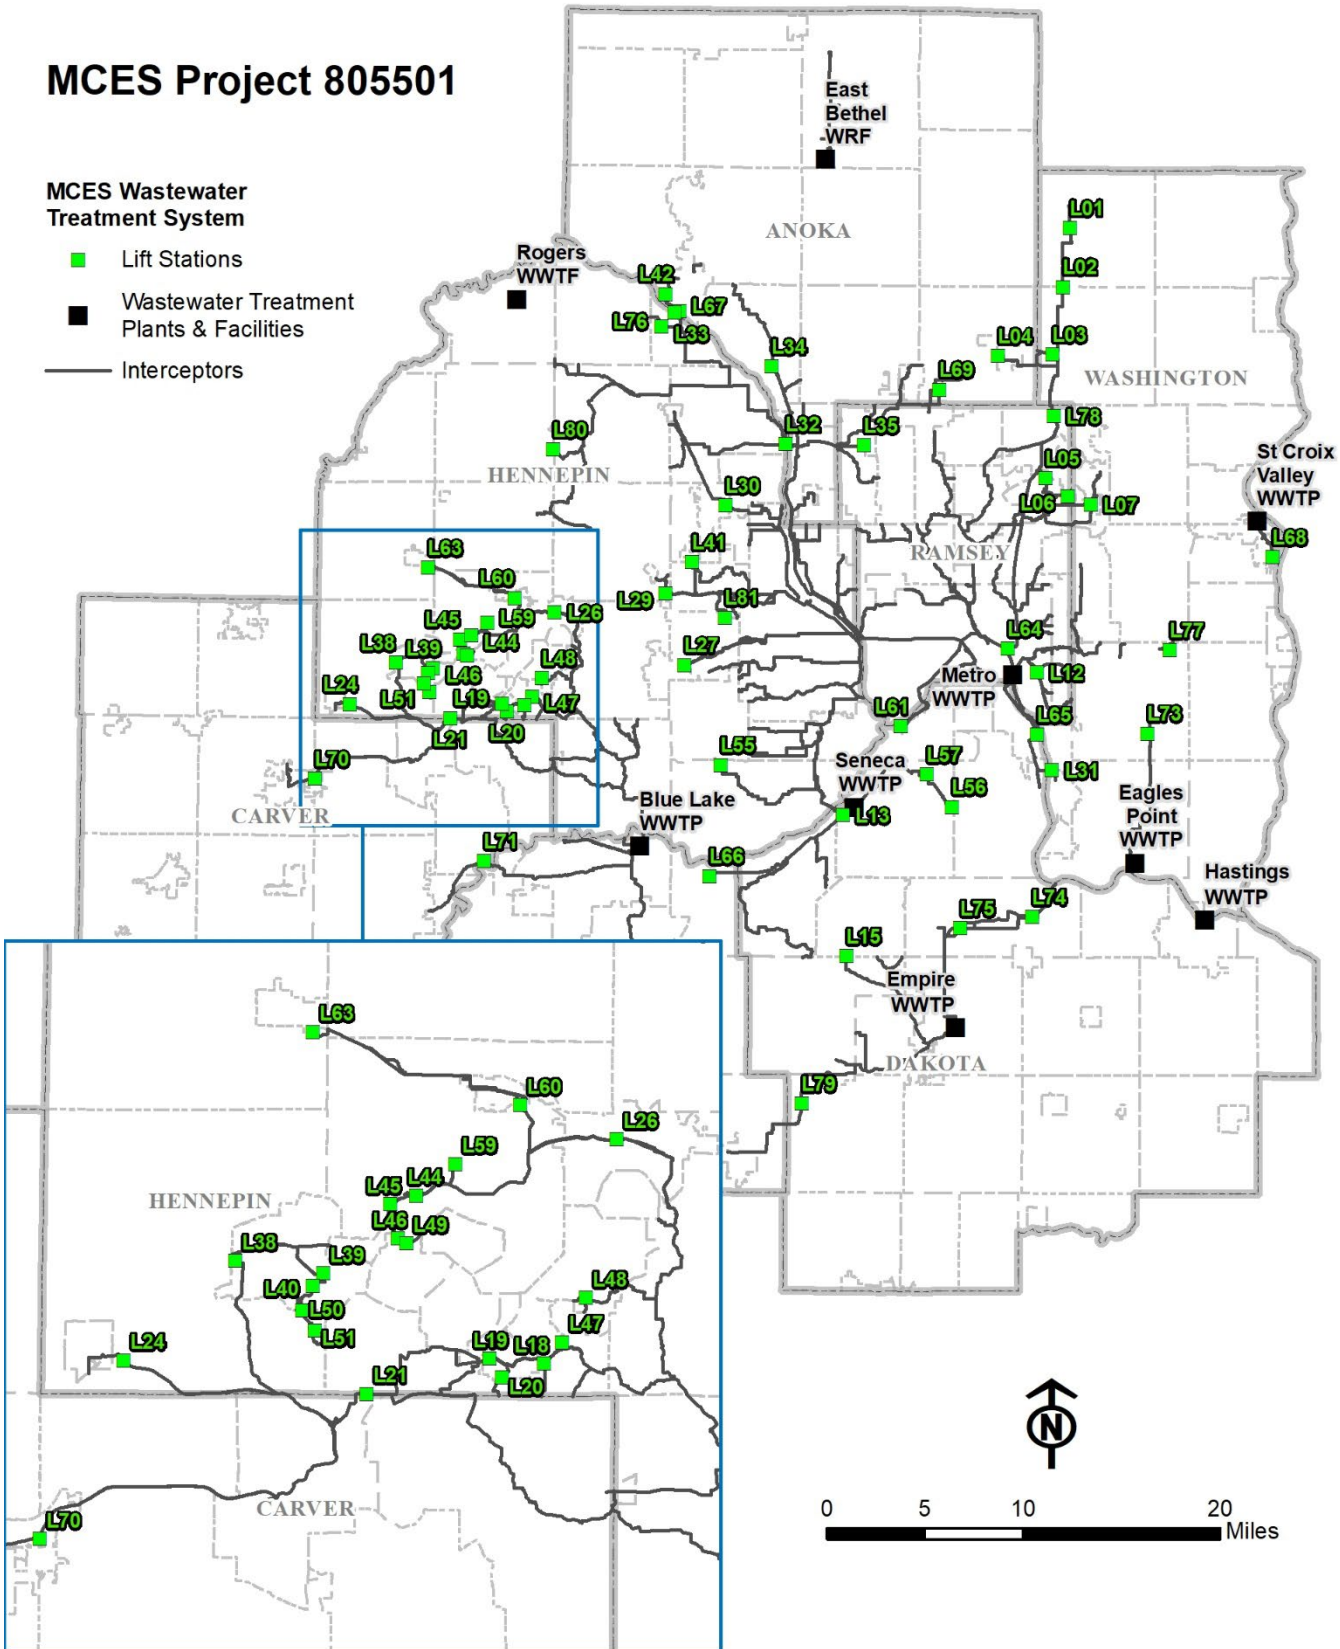 MCES Project 805501
MCES Wastewater
Treatment System
Lift Stations
Wastewater Treatment
Plants & Facilities
Interceptors
East
Bethel
WRF
ANOKA
L01
L02
Rogers
WWTF
L42
L67
L76
L33
L34
L04
L03
L69
WASHINGTON
L78
L32
L35
L80
HENNEPIN
St Croix
Valley
WWTP
L05
L06
L07
L30
L68
RAMSEY
L41
L63
L60
L29
L26
L81
L59
L45
L44
L38
L39
L64
L77
L27
L48
L46
Metro
WWTP
L12
L24
L51
L19
L47
L61
L65
L73
L21
L20
L55
Seneca
WWTP
L57
L31
L70
L56
Eagles
Point
WWTP
CARVER
Blue Lake
WWTP
L13
L71
L66
Hastings
WWTP
L75
L74
L15
Empire
WWTP
DAKOTA
L79
L63
L60
L26
L59
L45
L44
HENNEPIN
L46
L49
L38
L39
L40
L48
L50
L51
L47
L24
L19
L18
L21
L20
CARVER
L70
N
0
5
10
20
Miles